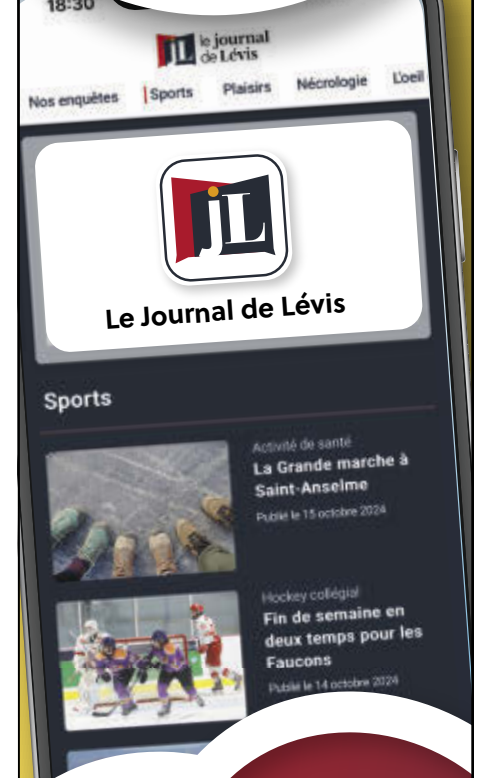 18:30
jL le journal
de Lévis
Nos enquêtes Sports Plaisirs Nécrologie L'oeil
jL
Le Journal de Lévis
Sports
Activité de santé
La Grande marche à
Saint-Anselme
Publié le 15 octobre 2024
Hockey collégial
Fin de semaine en
deux temps pour les
Faucons
Publié le 14 octobre 2024